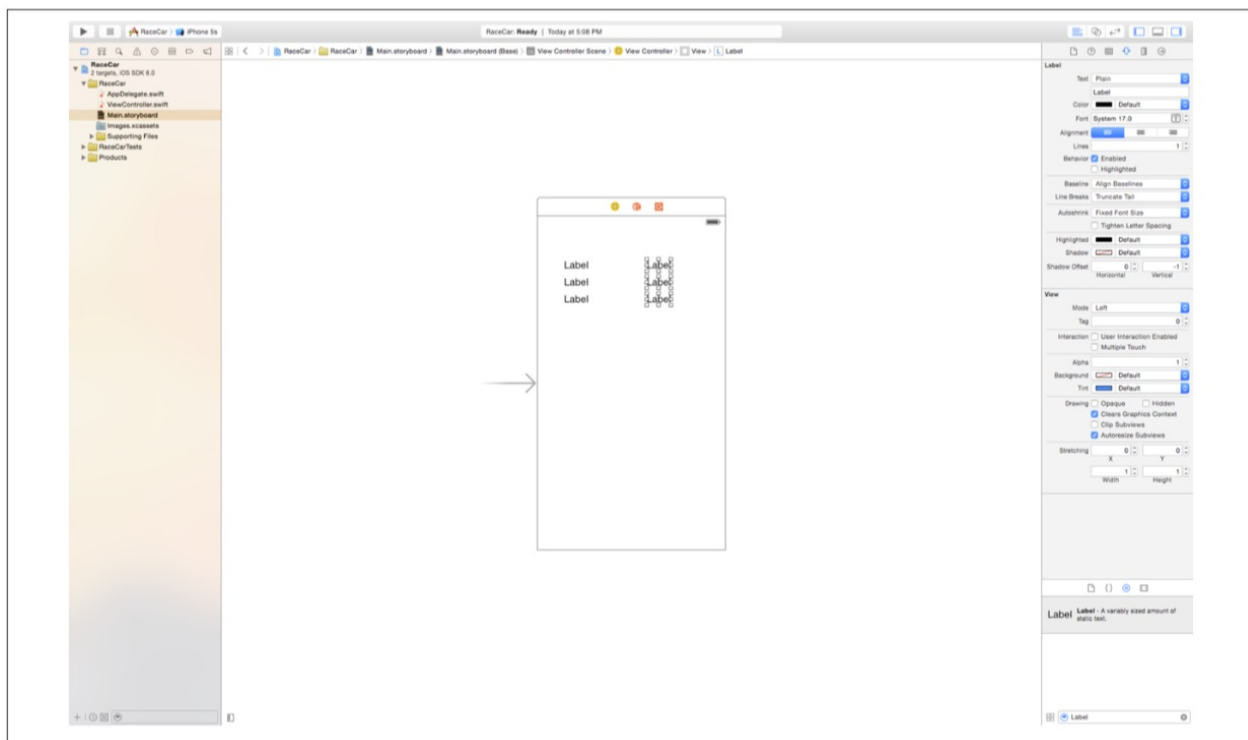 RaceCar › iPhone 5s
RaceCar: Ready | Today at 5:08 PM
RaceCar › RaceCar › Main.storyboard › Main.storyboard (Base) › View Controller Scene › View Controller › View › L Label
RaceCar
2 targets, iOS SDK 8.0
RaceCar
AppDelegate.swift
ViewController.swift
Main.storyboard
Images.xcassets
Supporting Files
RaceCarTests
Products
Label Label
Label Label
Label Label
Label
Text Plain
Label
Color Default
Font System 17.0
Alignment
Lines 1
Behavior Enabled
Highlighted
Baseline Align Baselines
Line Breaks Truncate Tail
Autoshrink Fixed Font Size
Tighten Letter Spacing
Highlighted Default
Shadow Default
Shadow Offset 0 -1
Horizontal Vertical
View
Mode Left
Tag 0
Interaction User Interaction Enabled
Multiple Touch
Alpha 1
Background Default
Tint Default
Drawing Opaque Hidden
Clears Graphics Context
Clip Subviews
Autoresize Subviews
Stretching 0 0
X Y
1 1
Width Height
Label Label - A variably sized amount of
static text.
Label